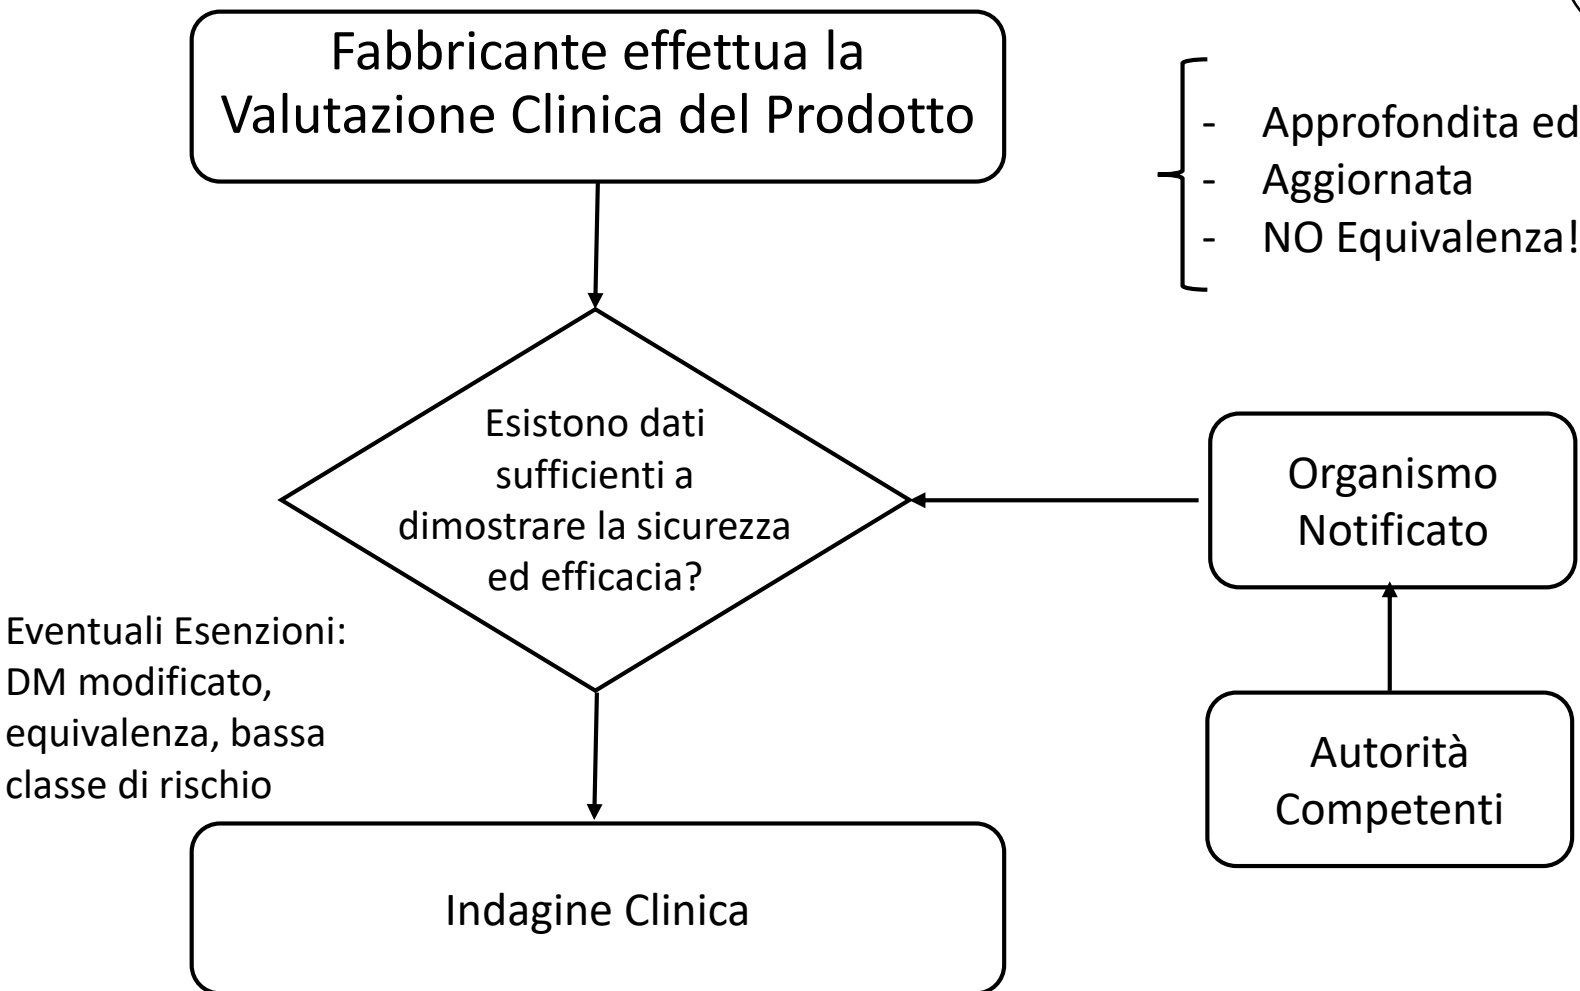 Fabbricante effettua la
Valutazione Clinica del Prodotto
- Approfondita ed
- Aggiornata
- NO Equivalenza!
Esistono dati
sufficienti a
dimostrare la sicurezza
ed efficacia?
Organismo
Notificato
Eventuali Esenzioni:
DM modificato,
equivalenza, bassa
classe di rischio
Autorità
Competenti
Indagine Clinica